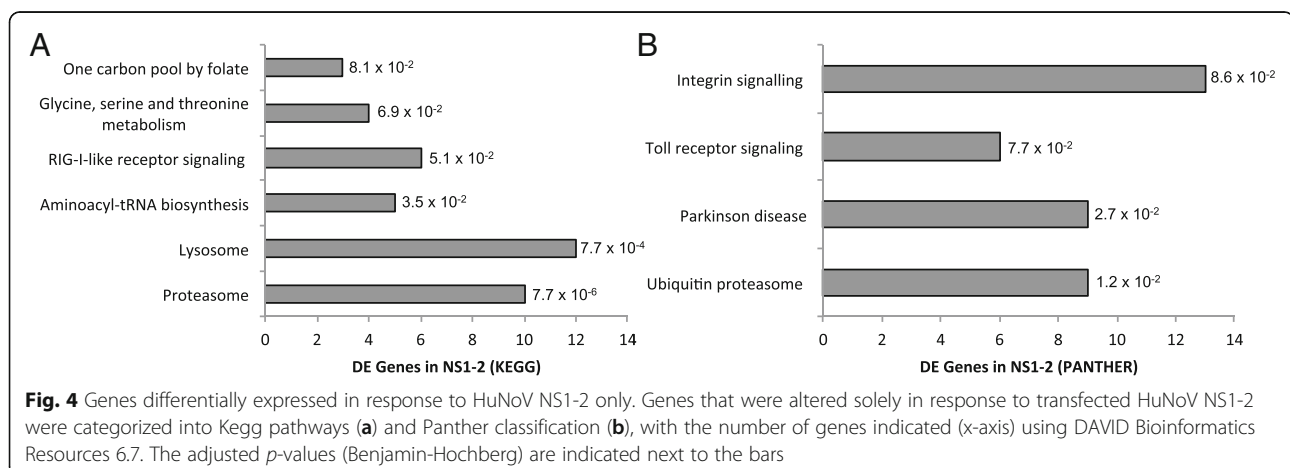 A
One carbon pool by folate
8.1 x 10-2
Glycine, serine and threonine
metabolism
6.9 x 10-2
RIG-I-like receptor signaling
5.1 x 10-2
Aminoacyl-tRNA biosynthesis
3.5 x 10-2
Lysosome
7.7 x 10-4
Proteasome
7.7 x 10-6
0 2 4 6 8 10 12 14
DE Genes in NS1-2 (KEGG)
B
Integrin signalling
8.6 x 10-2
Toll receptor signaling
7.7 x 10-2
Parkinson disease
2.7 x 10-2
Ubiquitin proteasome
1.2 x 10-2
0 2 4 6 8 10 12 14
DE Genes in NS1-2 (PANTHER)
Fig. 4 Genes differentially expressed in response to HuNoV NS1-2 only. Genes that were altered solely in response to transfected HuNoV NS1-2
were categorized into Kegg pathways (a) and Panther classification (b), with the number of genes indicated (x-axis) using DAVID Bioinformatics
Resources 6.7. The adjusted p-values (Benjamin-Hochberg) are indicated next to the bars